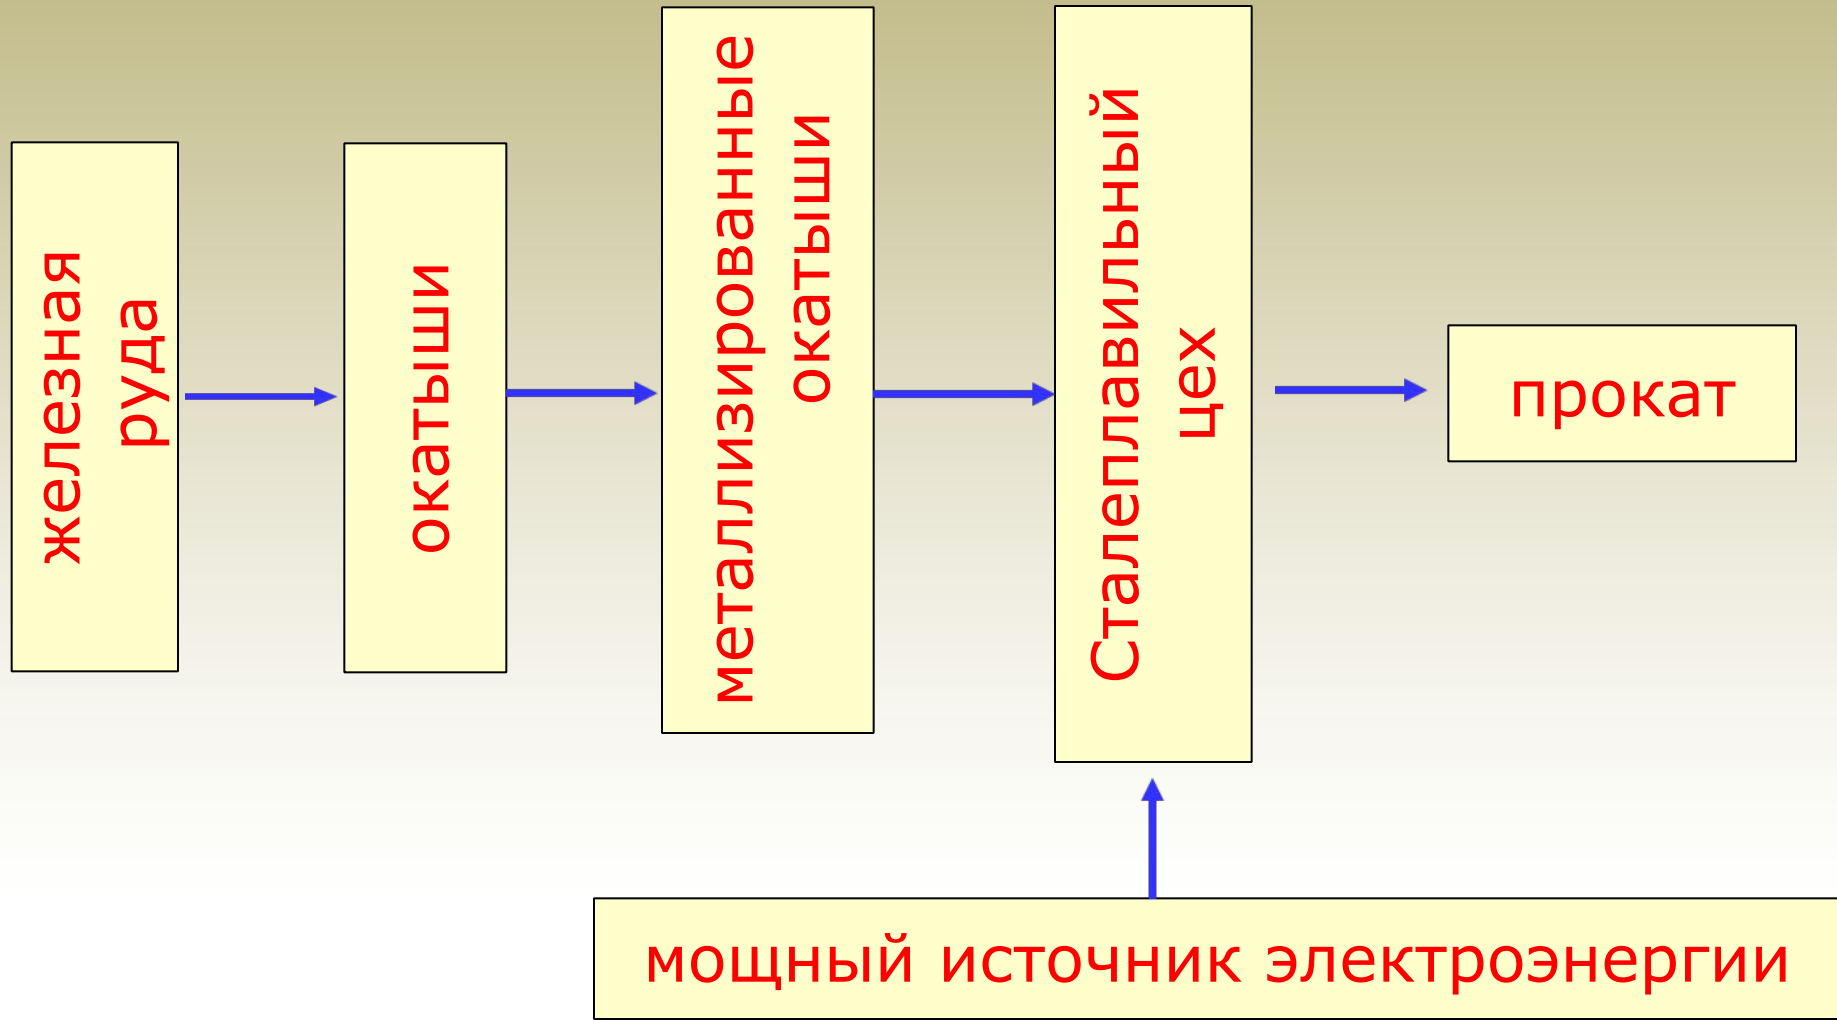 железная
руда
окатыши
металлизированные
окатыши
Сталеплавильный
цех
прокат
мощный источник электроэнергии